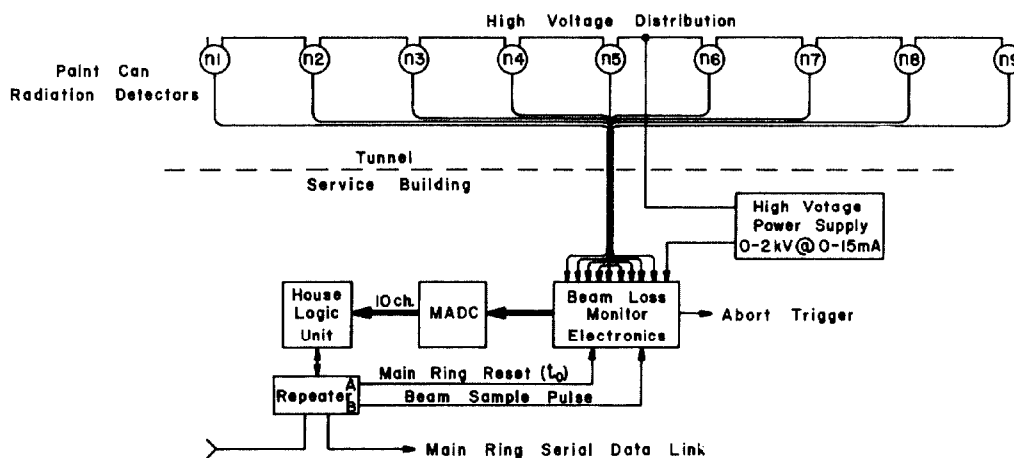 High Voltage Distribution
n1 n2 n3 n4 n5 n6 n7 n8 n9
Paint Can
Radiation Detectors
Tunnel
Service Building
High Votage
Power Supply
0-2kV@0-15mA
House
Logic
Unit
10ch.
MADC
Beam Loss
Monitor
Electronics
Abort Trigger
Main Ring Reset (t₀)
Repeater
A
B
Beam Sample Pulse
Main Ring Serial Data Link